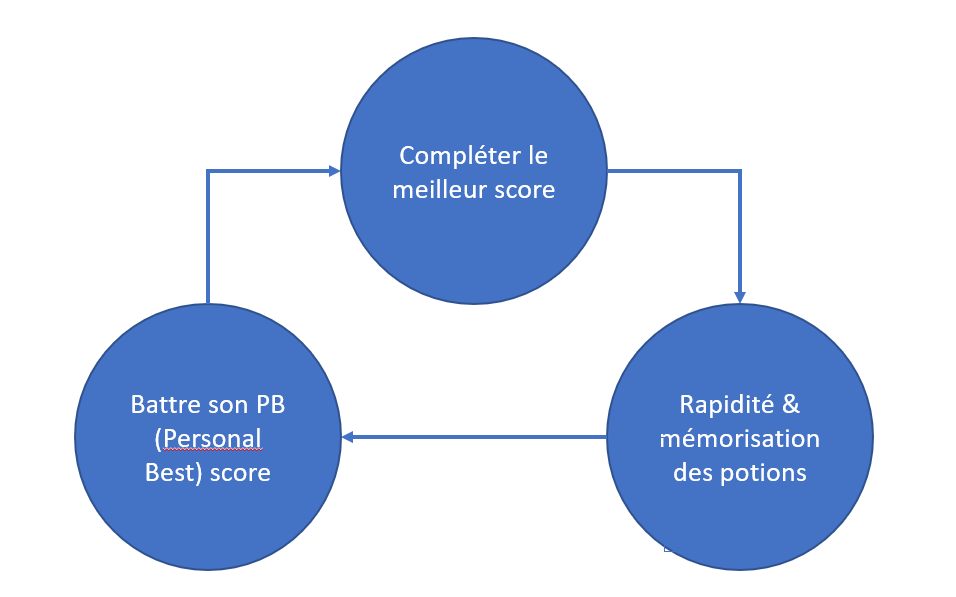 Compléter le
meilleur score
Rapidité &
mémorisation
des potions
Battre son PB
(Personal
Best) score